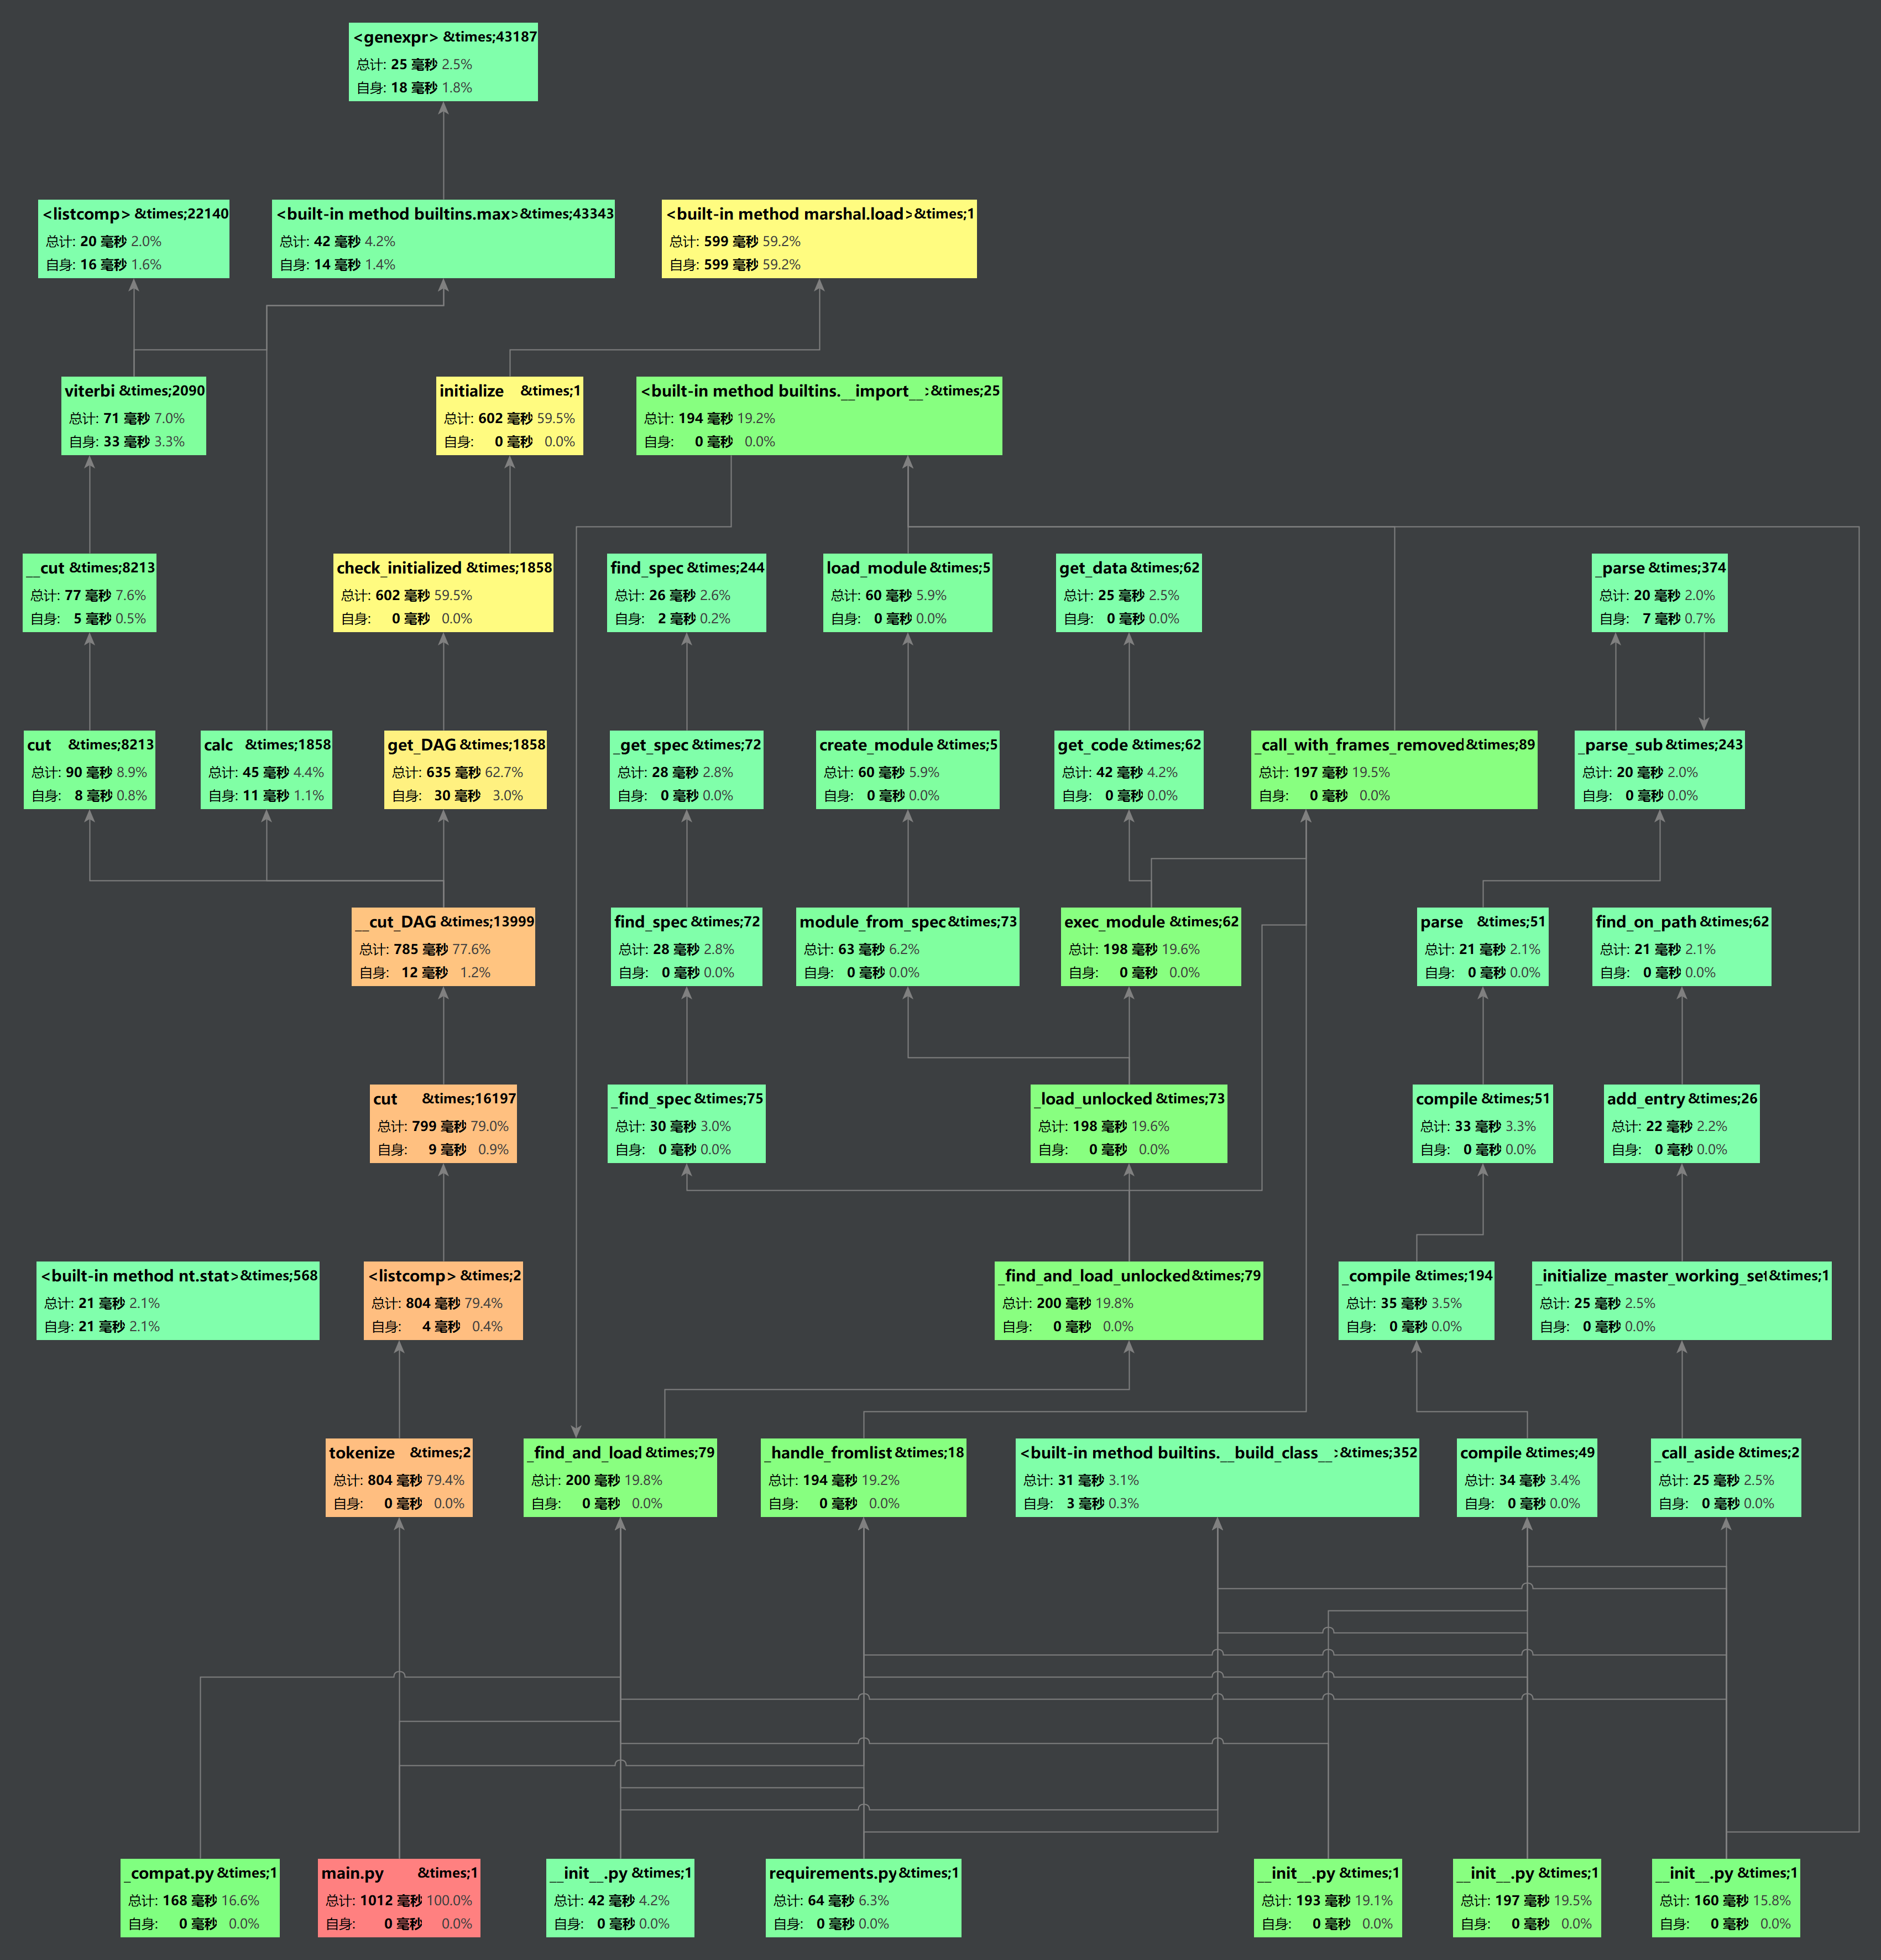 <genexpr> &times;43187
总计: 25 毫秒 2.5%
自身: 18 毫秒 1.8%
<listcomp> &times;22140
总计: 20 毫秒 2.0%
自身: 16 毫秒 1.6%
<built-in method builtins.max> &times;43343
总计: 42 毫秒 4.2%
自身: 14 毫秒 1.4%
<built-in method marshal.load> &times;1
总计: 599 毫秒 59.2%
自身: 599 毫秒 59.2%
viterbi &times;2090
总计: 71 毫秒 7.0%
自身: 33 毫秒 3.3%
initialize &times;1
总计: 602 毫秒 59.5%
自身: 0 毫秒 0.0%
<built-in method builtins.__import__ &times;25
总计: 194 毫秒 19.2%
自身: 0 毫秒 0.0%
__cut &times;8213
总计: 77 毫秒 7.6%
自身: 5 毫秒 0.5%
check_initialized &times;1858
总计: 602 毫秒 59.5%
自身: 0 毫秒 0.0%
find_spec &times;244
总计: 26 毫秒 2.6%
自身: 2 毫秒 0.2%
load_module &times;5
总计: 60 毫秒 5.9%
自身: 0 毫秒 0.0%
get_data &times;62
总计: 25 毫秒 2.5%
自身: 0 毫秒 0.0%
_parse &times;374
总计: 20 毫秒 2.0%
自身: 7 毫秒 0.7%
cut &times;8213
总计: 90 毫秒 8.9%
自身: 8 毫秒 0.8%
calc &times;1858
总计: 45 毫秒 4.4%
自身: 11 毫秒 1.1%
get_DAG &times;1858
总计: 635 毫秒 62.7%
自身: 30 毫秒 3.0%
_get_spec &times;72
总计: 28 毫秒 2.8%
自身: 0 毫秒 0.0%
create_module &times;5
总计: 60 毫秒 5.9%
自身: 0 毫秒 0.0%
get_code &times;62
总计: 42 毫秒 4.2%
自身: 0 毫秒 0.0%
_call_with_frames_removed &times;89
总计: 197 毫秒 19.5%
自身: 0 毫秒 0.0%
_parse_sub &times;243
总计: 20 毫秒 2.0%
自身: 0 毫秒 0.0%
__cut_DAG &times;13999
总计: 785 毫秒 77.6%
自身: 12 毫秒 1.2%
find_spec &times;72
总计: 28 毫秒 2.8%
自身: 0 毫秒 0.0%
module_from_spec &times;73
总计: 63 毫秒 6.2%
自身: 0 毫秒 0.0%
exec_module &times;62
总计: 198 毫秒 19.6%
自身: 0 毫秒 0.0%
parse &times;51
总计: 21 毫秒 2.1%
自身: 0 毫秒 0.0%
find_on_path &times;62
总计: 21 毫秒 2.1%
自身: 0 毫秒 0.0%
cut &times;16197
总计: 799 毫秒 79.0%
自身: 9 毫秒 0.9%
_find_spec &times;75
总计: 30 毫秒 3.0%
自身: 0 毫秒 0.0%
_load_unlocked &times;73
总计: 198 毫秒 19.6%
自身: 0 毫秒 0.0%
compile &times;51
总计: 33 毫秒 3.3%
自身: 0 毫秒 0.0%
add_entry &times;26
总计: 22 毫秒 2.2%
自身: 0 毫秒 0.0%
<built-in method nt.stat> &times;568
总计: 21 毫秒 2.1%
自身: 21 毫秒 2.1%
<listcomp> &times;2
总计: 804 毫秒 79.4%
自身: 4 毫秒 0.4%
_find_and_load_unlocked &times;79
总计: 200 毫秒 19.8%
自身: 0 毫秒 0.0%
_compile &times;194
总计: 35 毫秒 3.5%
自身: 0 毫秒 0.0%
_initialize_master_working_set &times;1
总计: 25 毫秒 2.5%
自身: 0 毫秒 0.0%
tokenize &times;2
总计: 804 毫秒 79.4%
自身: 0 毫秒 0.0%
_find_and_load &times;79
总计: 200 毫秒 19.8%
自身: 0 毫秒 0.0%
_handle_fromlist &times;18
总计: 194 毫秒 19.2%
自身: 0 毫秒 0.0%
<built-in method builtins.__build_class__ &times;352
总计: 31 毫秒 3.1%
自身: 3 毫秒 0.3%
compile &times;49
总计: 34 毫秒 3.4%
自身: 0 毫秒 0.0%
_call_aside &times;2
总计: 25 毫秒 2.5%
自身: 0 毫秒 0.0%
_compat.py &times;1
总计: 168 毫秒 16.6%
自身: 0 毫秒 0.0%
main.py &times;1
总计: 1012 毫秒 100.0%
自身: 0 毫秒 0.0%
__init__.py &times;1
总计: 42 毫秒 4.2%
自身: 0 毫秒 0.0%
requirements.py &times;1
总计: 64 毫秒 6.3%
自身: 0 毫秒 0.0%
__init__.py &times;1
总计: 193 毫秒 19.1%
自身: 0 毫秒 0.0%
__init__.py &times;1
总计: 197 毫秒 19.5%
自身: 0 毫秒 0.0%
__init__.py &times;1
总计: 160 毫秒 15.8%
自身: 0 毫秒 0.0%